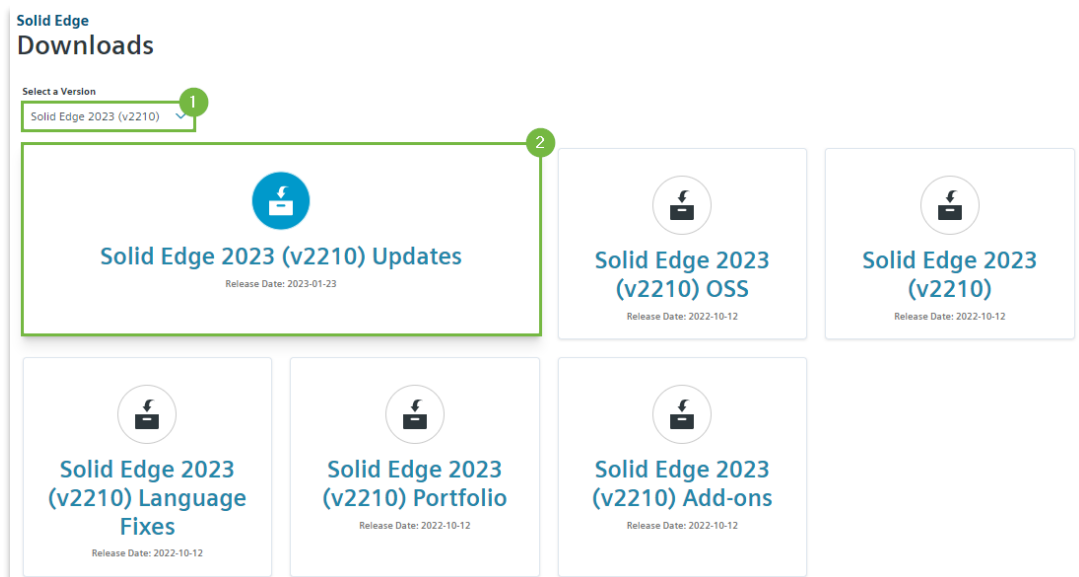 Solid Edge
Downloads
Select a Version
1
Solid Edge 2023 (v2210)
2
Solid Edge 2023 (v2210) Updates
Release Date: 2023-01-23
Solid Edge 2023
(v2210) OSS
Release Date: 2022-10-12
Solid Edge 2023
(v2210)
Release Date: 2022-10-12
Solid Edge 2023
(v2210) Language
Fixes
Release Date: 2022-10-12
Solid Edge 2023
(v2210) Portfolio
Release Date: 2022-10-12
Solid Edge 2023
(v2210) Add-ons
Release Date: 2022-10-12